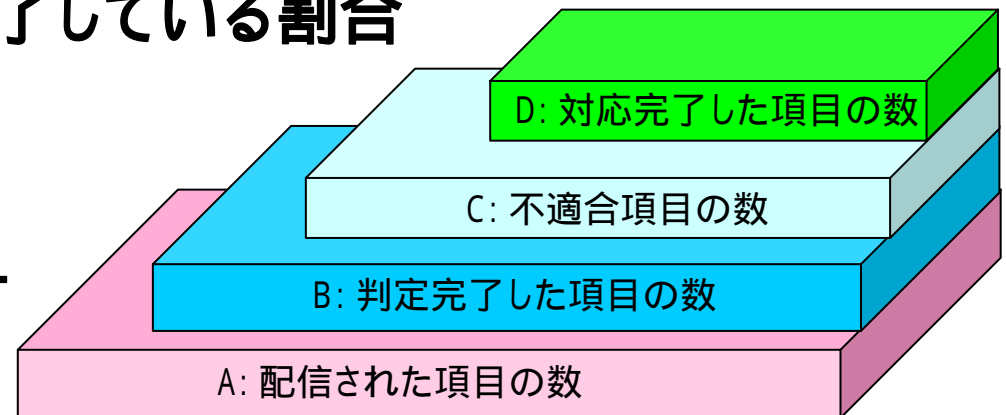 了している割合
D: 対応完了した項目の数
C: 不適合項目の数
B: 判定完了した項目の数
A: 配信された項目の数